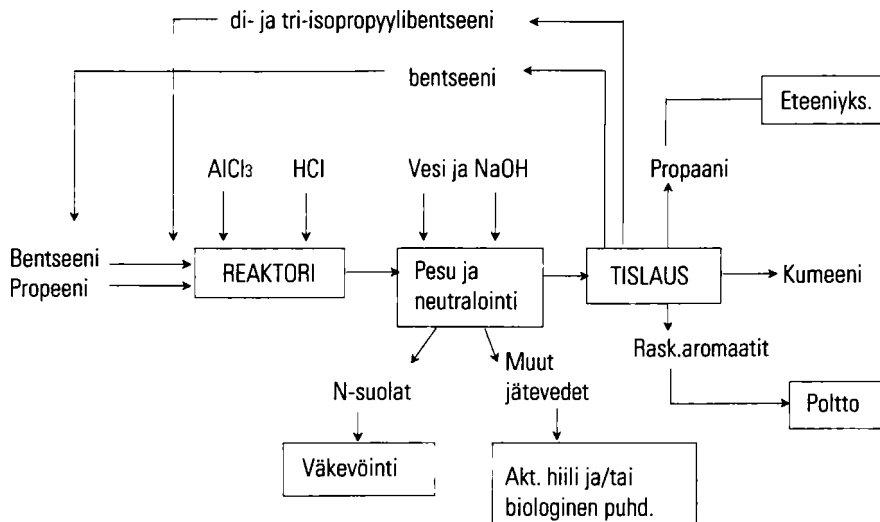 di- ja tri-isopropyylibentseeni
bentseeni
Eteeniyks.
AlCl₃
HCl
Vesi ja NaOH
Propaani
Bentseeni
Propeeni
REAKTORI
Pesu ja
neutralointi
TISLAUS
Kumeeni
Rask.aromaatit
N-suolat
Muut
jätevedet
Poltto
Väkevöinti
Akt. hiili ja/tai
biologinen puhd.